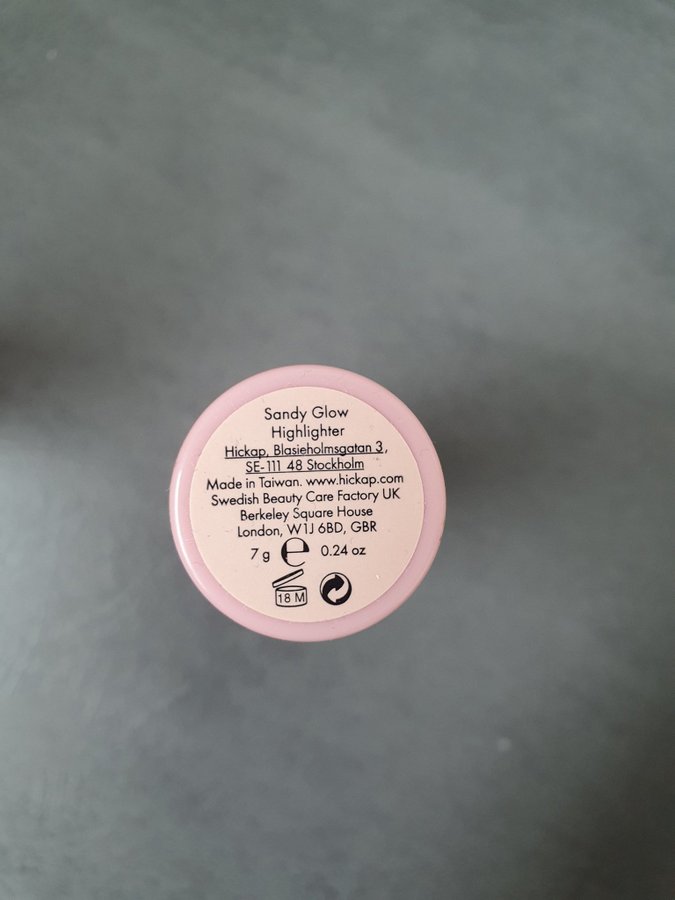 Sandy Glow
Highlighter
Hickap, Blasieholmsgatan 3,
SE-111 48 Stockholm
Made in Taiwan. www.hickap.com
Swedish Beauty Care Factory UK
Berkeley Square House
London, W1J 6BD, GBR
7 g e 0.24 oz
18 M